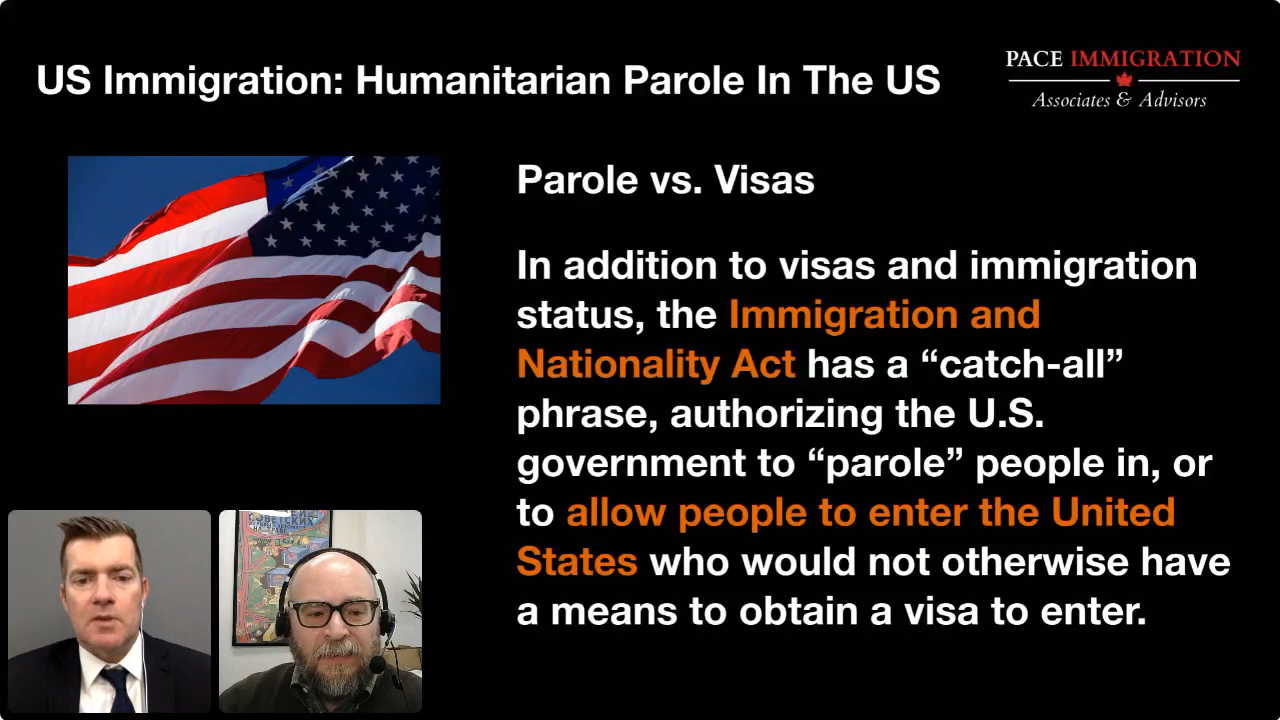 US Immigration: Humanitarian Parole In The US
PACE IMMIGRATION
Associates & Advisors
Parole vs. Visas
In addition to visas and immigration
status, the Immigration and
Nationality Act has a “catch-all”
phrase, authorizing the U.S.
government to “parole” people in, or
to allow people to enter the United
States who would not otherwise have
a means to obtain a visa to enter.
СОВЕТСКИХ